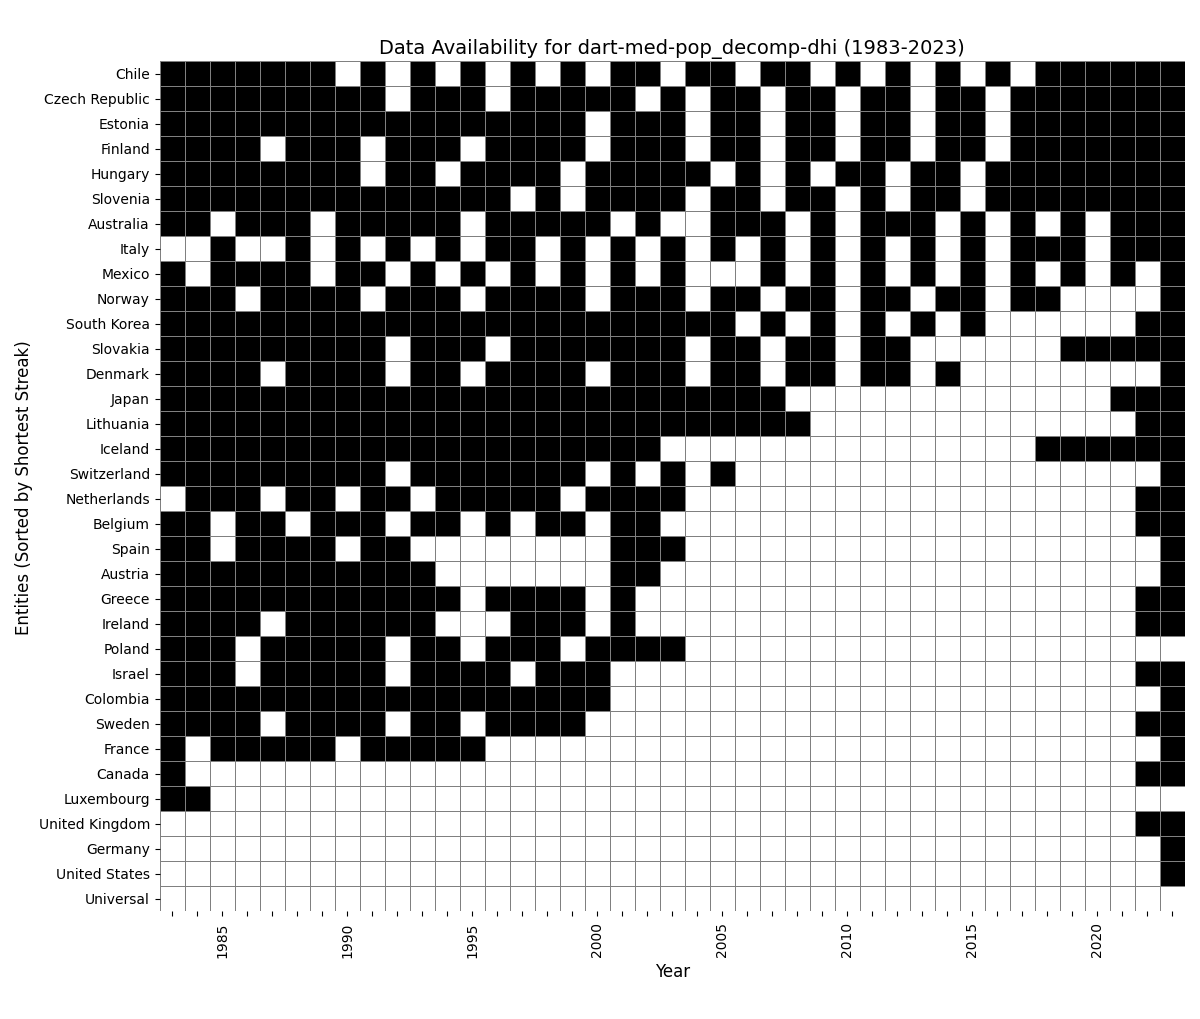 Data Availability for dart-med-pop_decomp-dhi (1983-2023)
Entities (Sorted by Shortest Streak)
Chile
Czech Republic
Estonia
Finland
Hungary
Slovenia
Australia
Italy
Mexico
Norway
South Korea
Slovakia
Denmark
Japan
Lithuania
Iceland
Switzerland
Netherlands
Belgium
Spain
Austria
Greece
Ireland
Poland
Israel
Colombia
Sweden
France
Canada
Luxembourg
United Kingdom
Germany
United States
Universal
1985 1990 1995 2000 2005 2010 2015 2020
Year